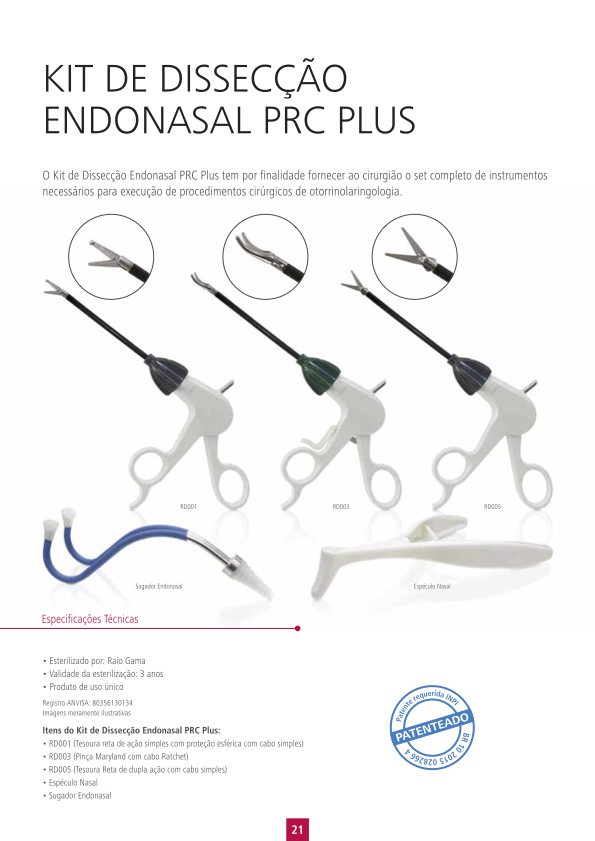 KIT DE DISSECÇÃO
ENDONASAL PRC PLUS
O Kit de Dissecção Endonasal PRC Plus tem por finalidade fornecer ao cirurgião o set completo de instrumentos
necessários para execução de procedimentos cirúrgicos de otorrinolaringologia.
RD001
RD003
RD005
Sugador Endonasal
Espéculo Nasal
Especificações Técnicas
• Esterilizado por: Raio Gama
• Validade da esterilização: 3 anos
• Produto de uso único
Registro ANVISA: 80356130134
Imagens meramente ilustrativas
Itens do Kit de Dissecção Endonasal PRC Plus:
• RD001 (Tesoura reta de ação simples com proteção esférica com cabo simples)
• RD003 (Pinça Maryland com cabo Ratchet)
• RD005 (Tesoura Reta de dupla ação com cabo simples)
• Espéculo Nasal
• Sugador Endonasal
Patente requerida INPI
PATENTEADO
BR 10 2015 028266 4
21